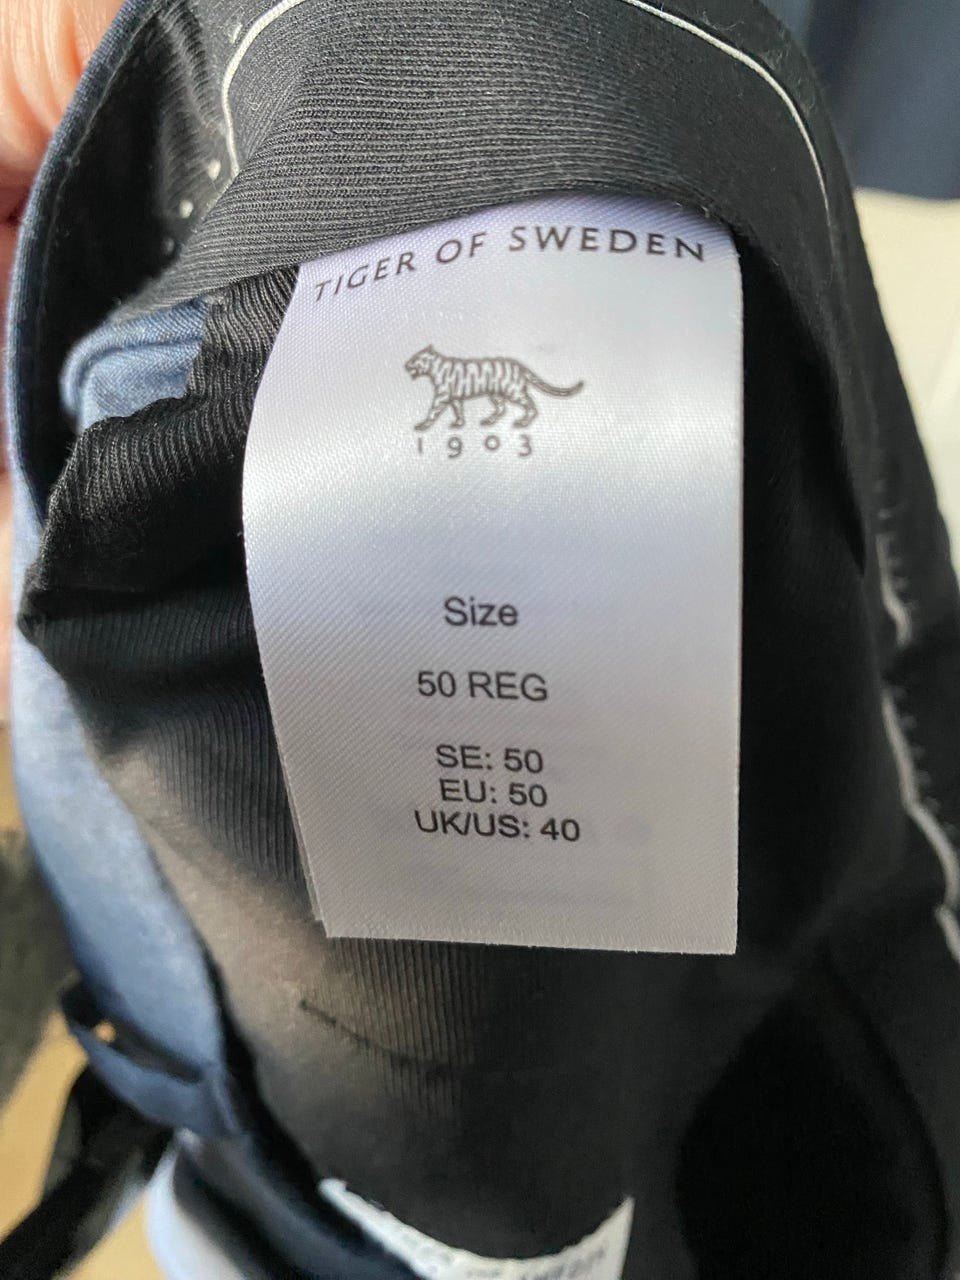 TIGER OF SWEDEN
1903
Size
50 REG
SE: 50
EU: 50
UK/US: 40